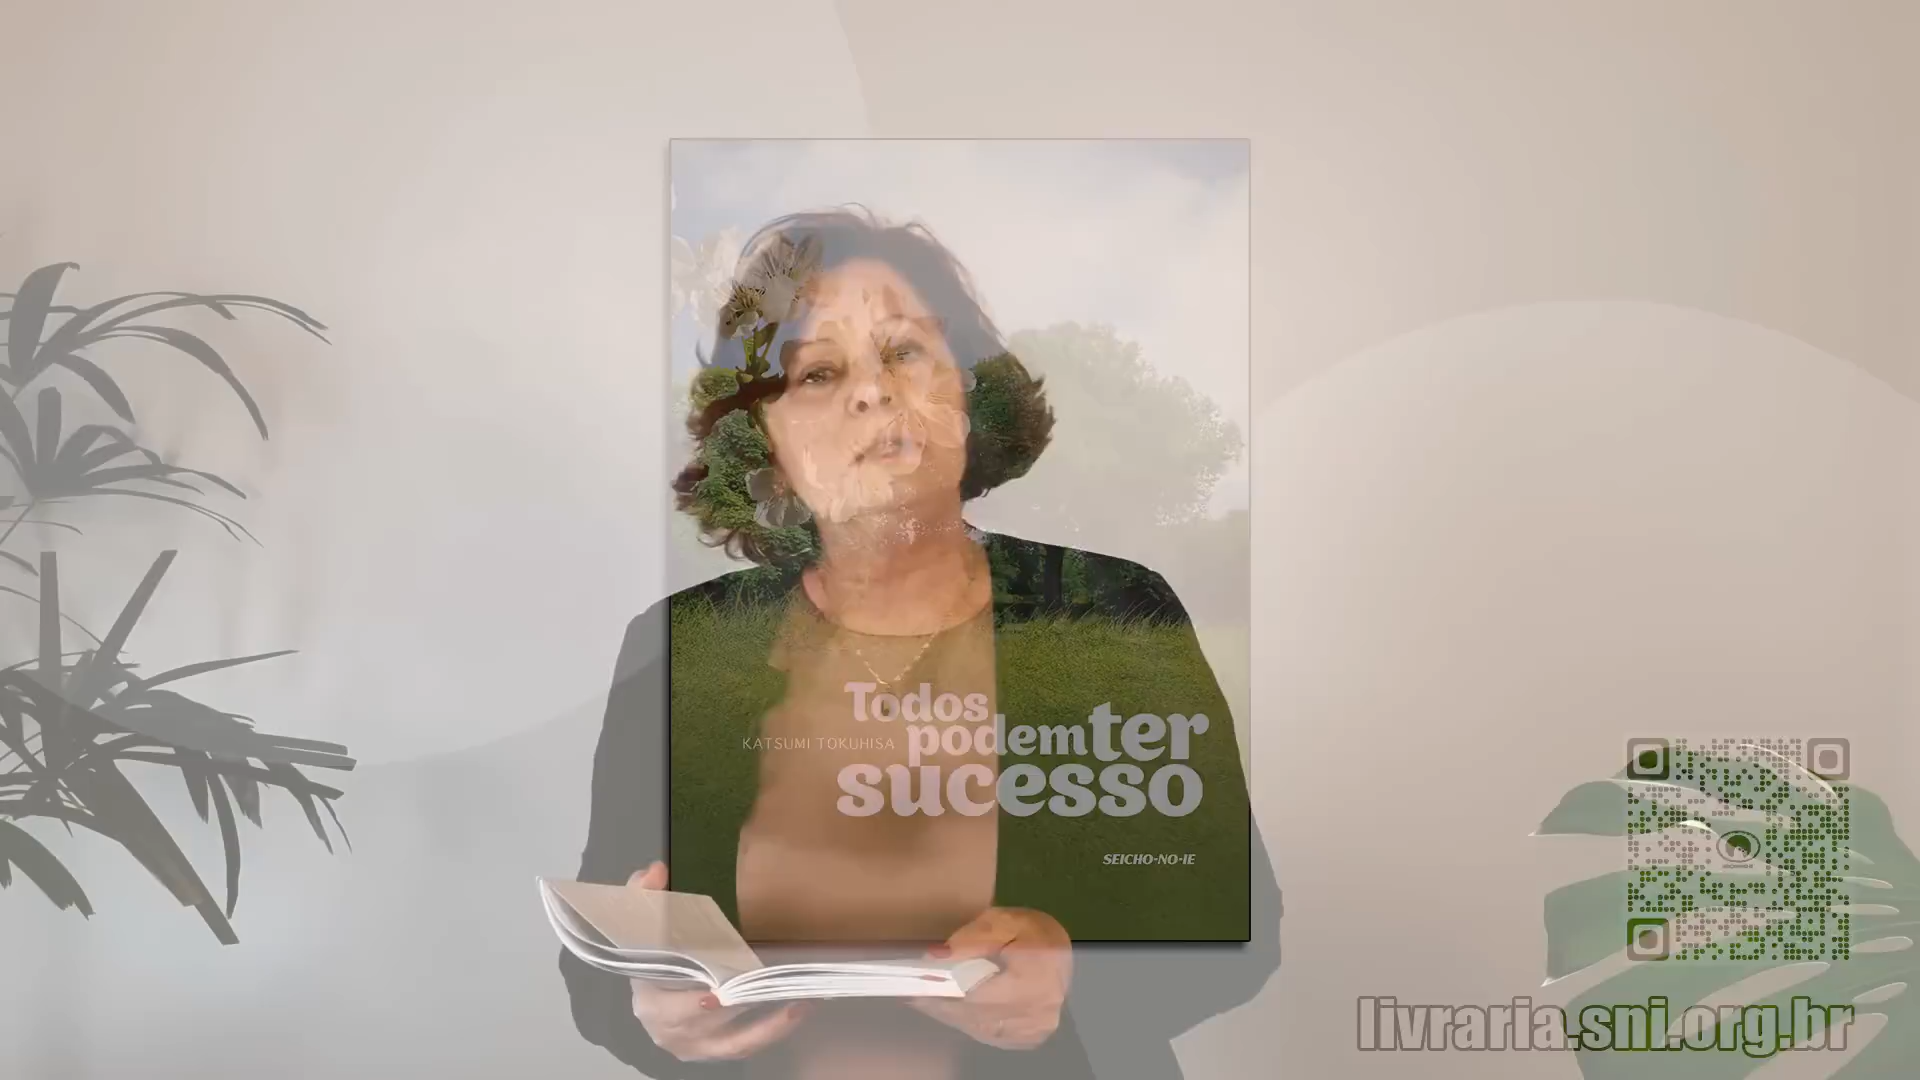 Todos
podem ter
KATSUMI TOKUHISA
sucesso
SEICHO-NO-IE
livraria.sni.org.br